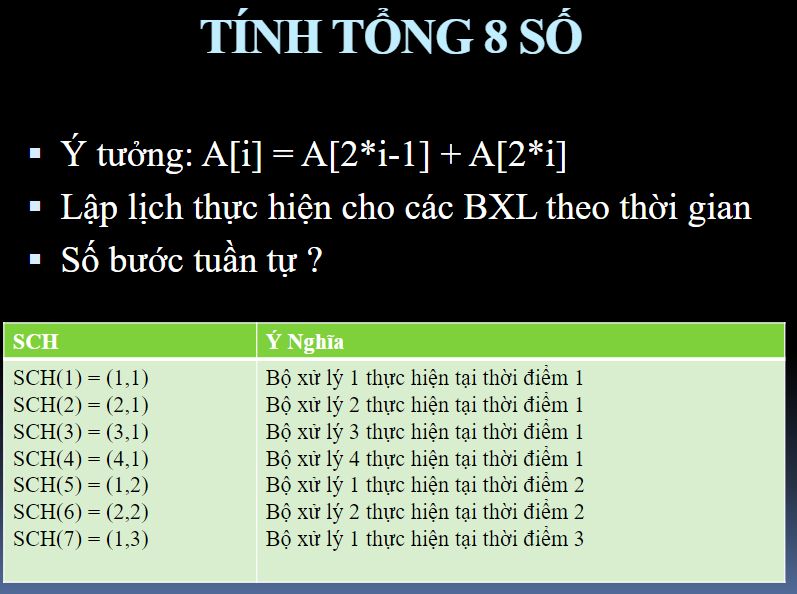 TÍNH TỔNG 8 SỐ
▪ Ý tưởng: A[i] = A[2*i-1] + A[2*i]
▪ Lập lịch thực hiện cho các BXL theo thời gian
▪ Số bước tuần tự ?
SCH Ý Nghĩa
SCH(1) = (1,1) Bộ xử lý 1 thực hiện tại thời điểm 1
SCH(2) = (2,1) Bộ xử lý 2 thực hiện tại thời điểm 1
SCH(3) = (3,1) Bộ xử lý 3 thực hiện tại thời điểm 1
SCH(4) = (4,1) Bộ xử lý 4 thực hiện tại thời điểm 1
SCH(5) = (1,2) Bộ xử lý 1 thực hiện tại thời điểm 2
SCH(6) = (2,2) Bộ xử lý 2 thực hiện tại thời điểm 2
SCH(7) = (1,3) Bộ xử lý 1 thực hiện tại thời điểm 3